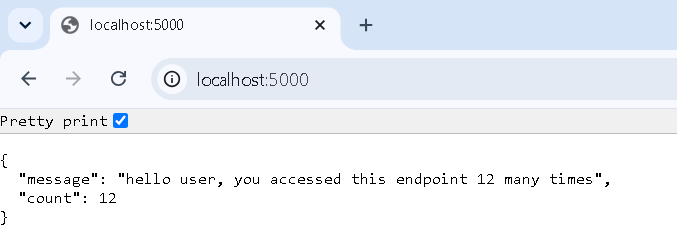 localhost:5000
localhost:5000
Pretty print
{
"message": "hello user, you accessed this endpoint 12 many times",
"count": 12
}